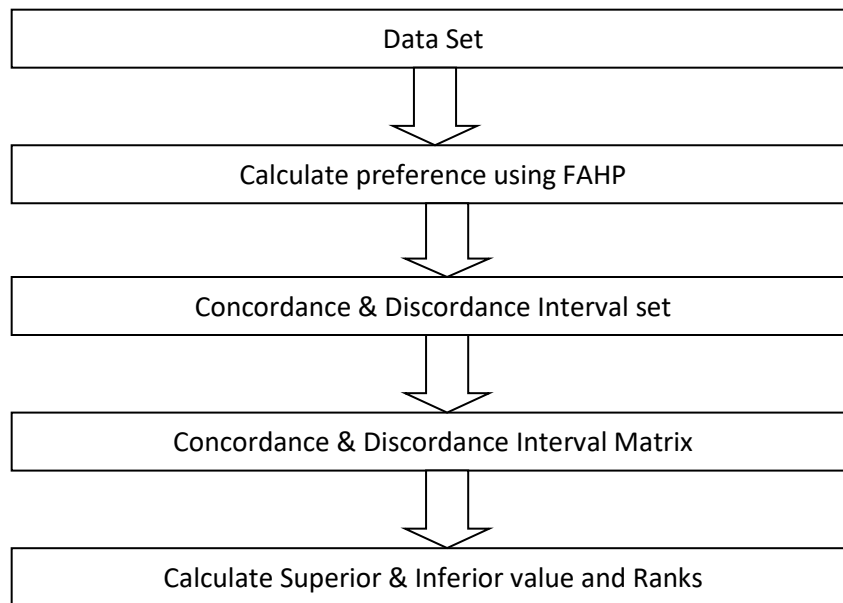 Data Set
Calculate preference using FAHP
Concordance & Discordance Interval set
Concordance & Discordance Interval Matrix
Calculate Superior & Inferior value and Ranks